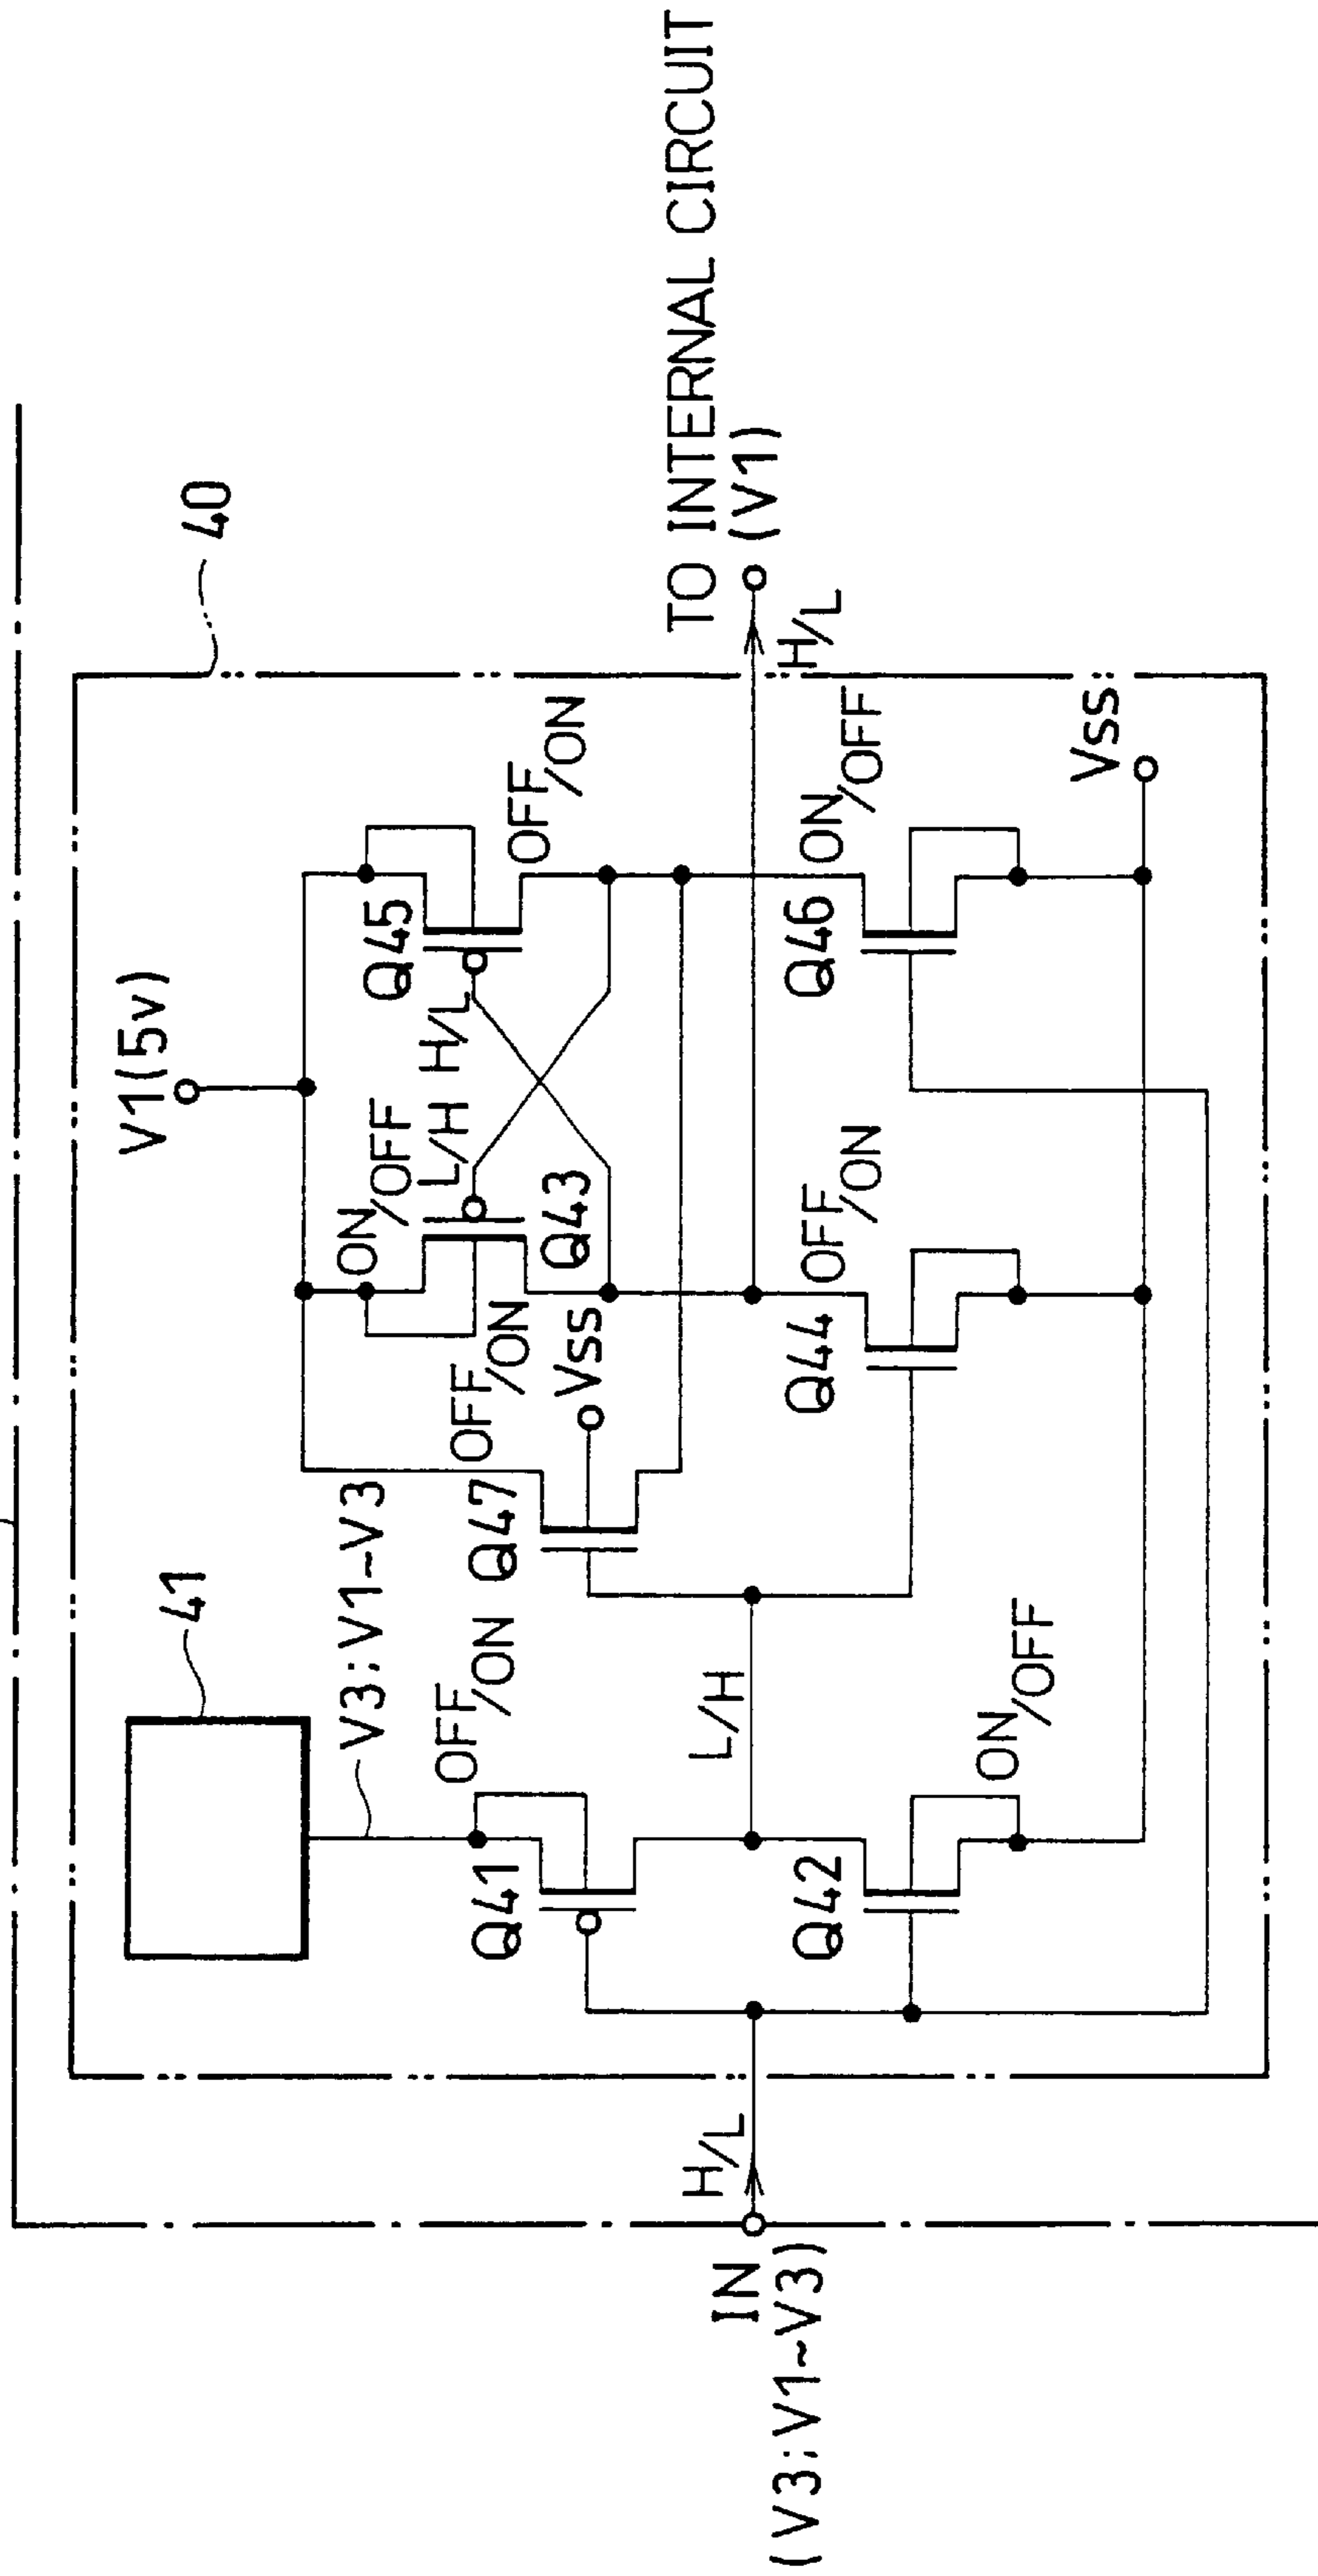 40
V1(5v)
41
V3:V1~V3
ON
/OFF
L/H
H/L
Q45
OFF
/ON
Q43
OFF
/ON
Vss
Q47
OFF
/ON
Q41
L/H
OFF
/ON
Q44
ON
/OFF
Q46
Vss
ON
/OFF
Q42
H/L
TO INTERNAL CIRCUIT
(V1)
H/L
IN
(V3:V1~V3)